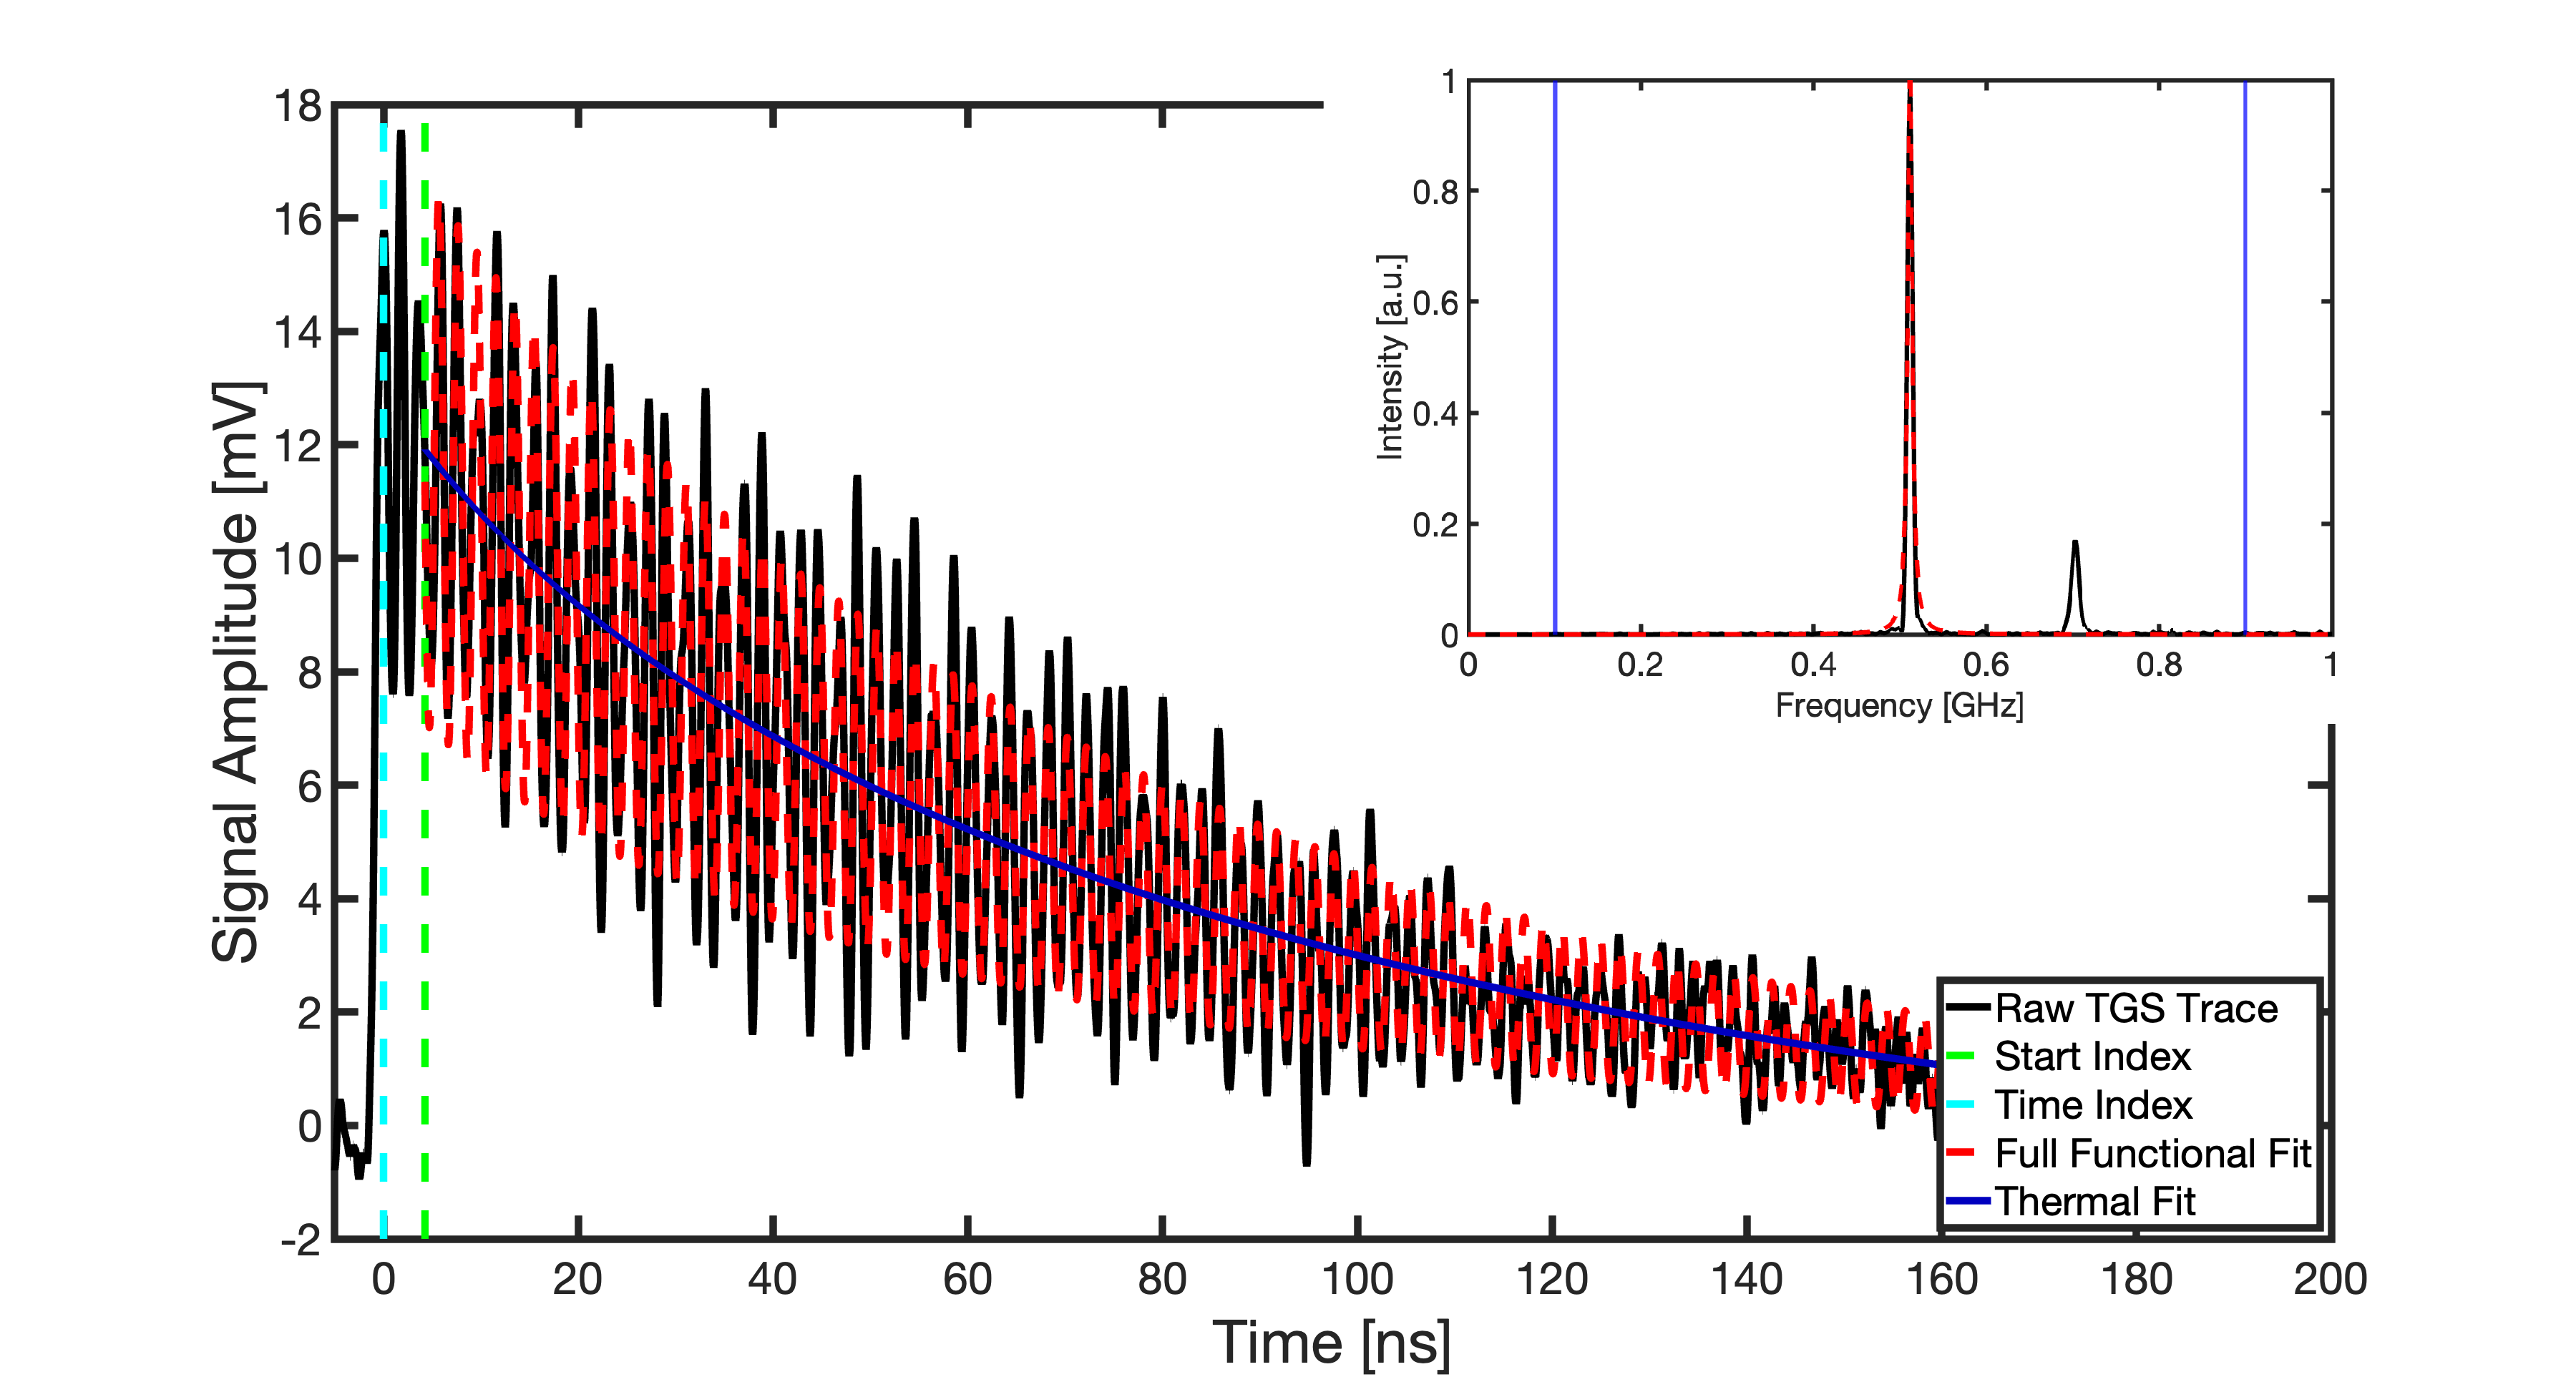 18
16
14
12
10
8
6
4
2
0
-2
Signal Amplitude [mV]
0 20 40 60 80 100 120 140 160 180 200
Time [ns]
1
0.8
0.6
0.4
0.2
0
Intensity [a.u.]
0 0.2 0.4 0.6 0.8 1
Frequency [GHz]
Raw TGS Trace
Start Index
Time Index
Full Functional Fit
Thermal Fit